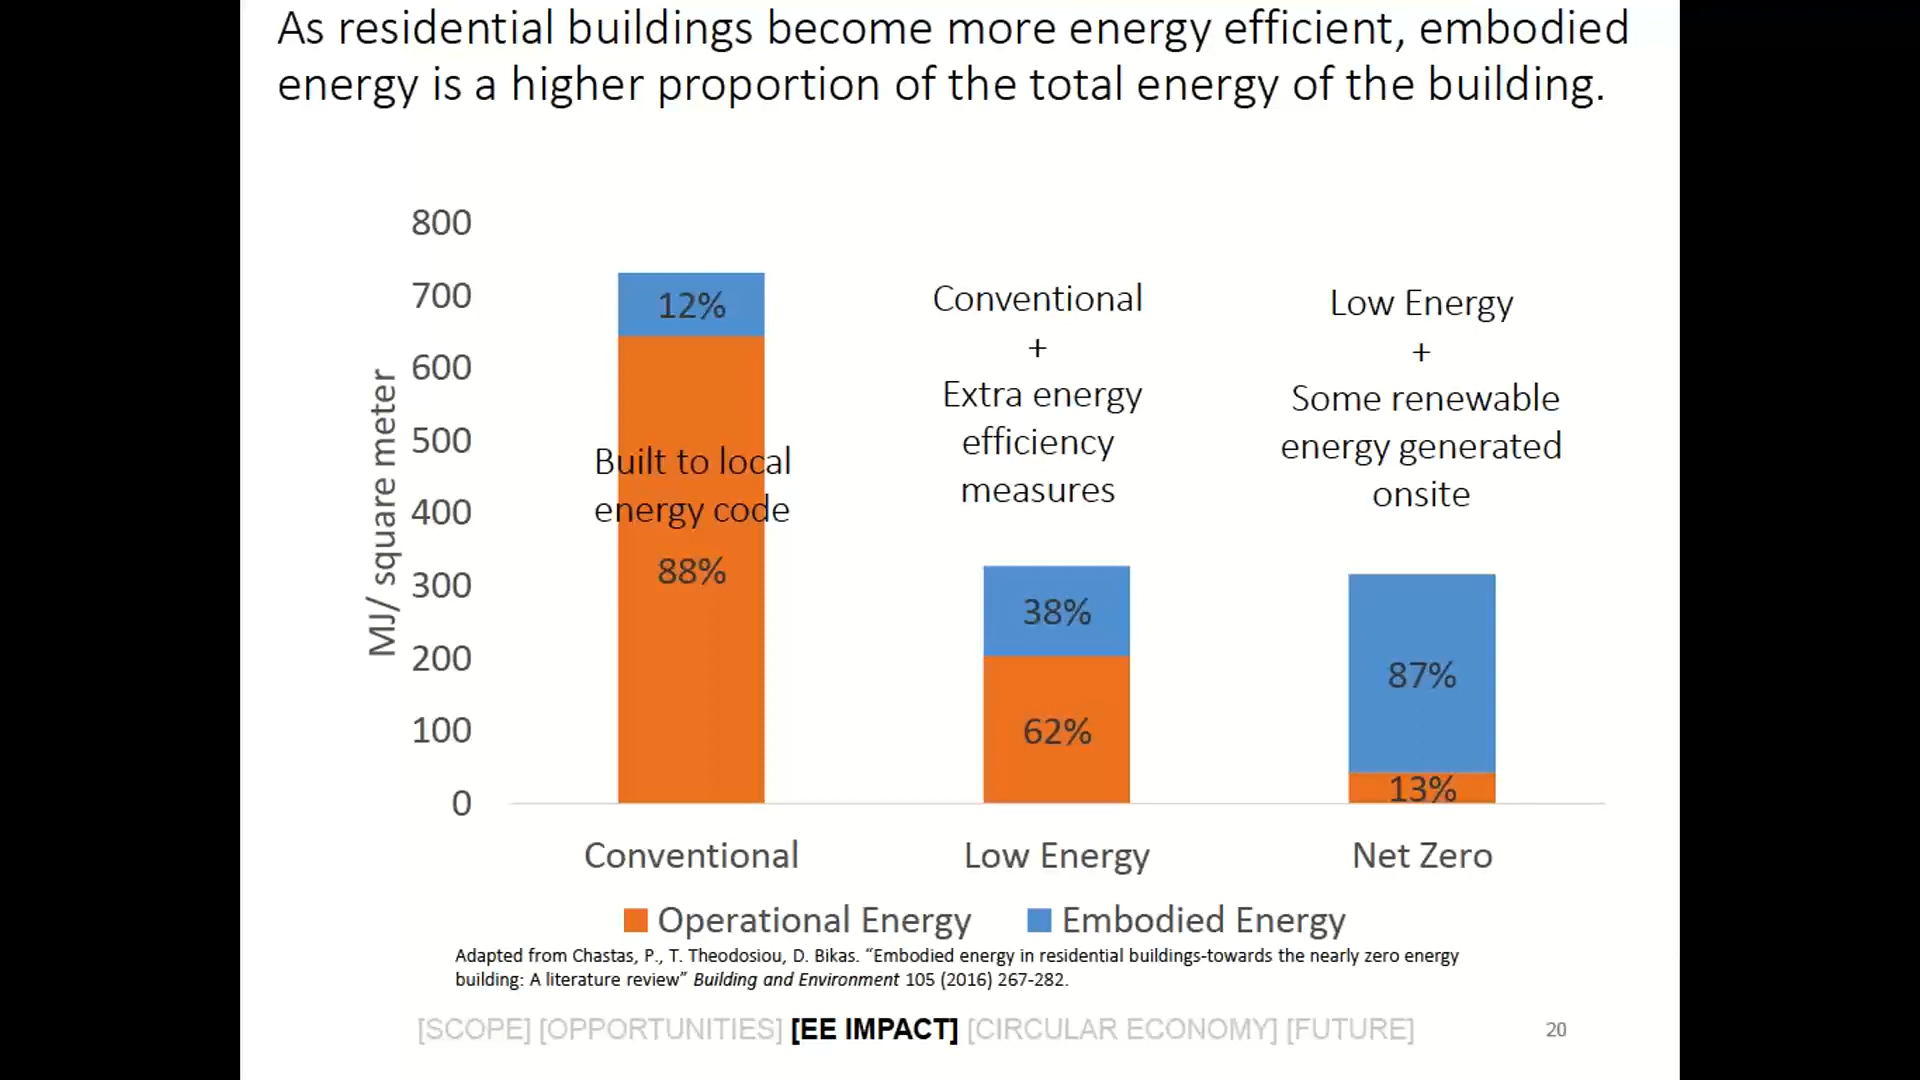 As residential buildings become more energy efficient, embodied
energy is a higher proportion of the total energy of the building.
MJ/ square meter
800
700
600
500
400
300
200
100
0
12%
Built to local
energy code
88%
Conventional
+
Extra energy
efficiency
measures
38%
62%
Low Energy
+
Some renewable
energy generated
onsite
87%
13%
Conventional
Low Energy
Net Zero
Operational Energy
Embodied Energy
Adapted from Chastas, P., T. Theodosiou, D. Bikas. “Embodied energy in residential buildings-towards the nearly zero energy
building: A literature review” Building and Environment 105 (2016) 267-282.
[SCOPE] [OPPORTUNITIES] [EE IMPACT] [CIRCULAR ECONOMY] [FUTURE]
20